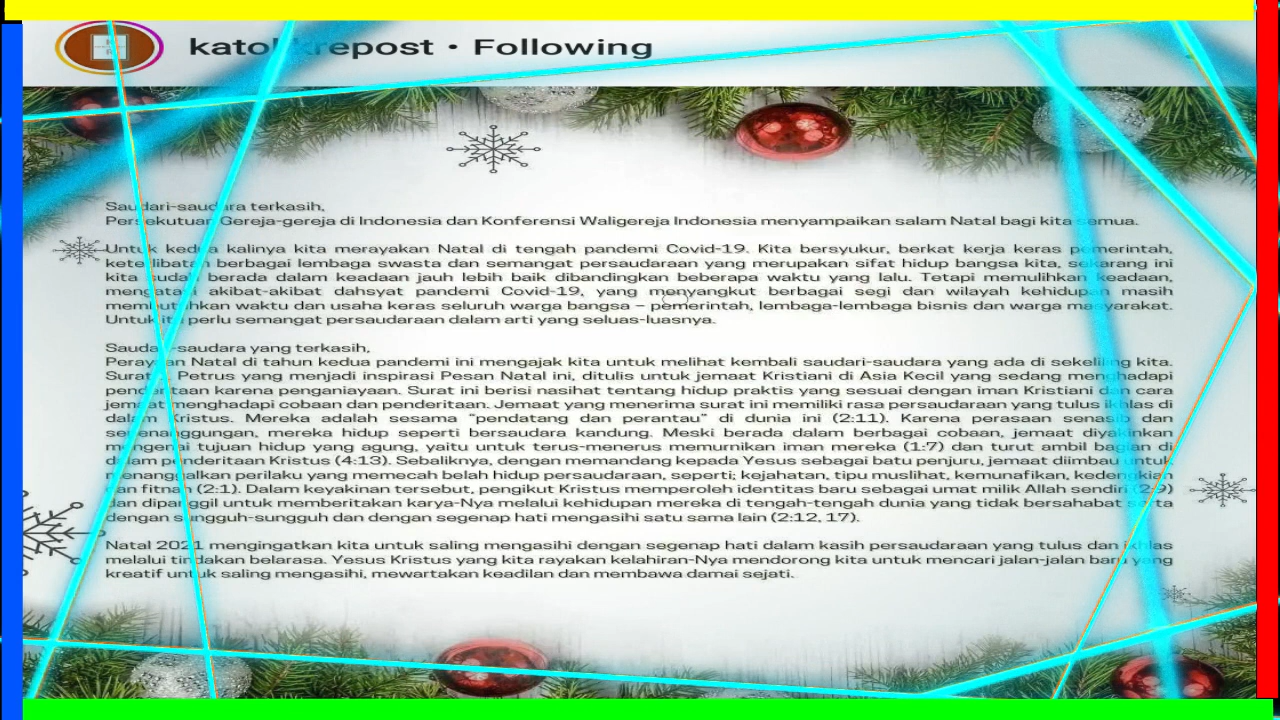 katol krepost • Following
Saudari-saudara terkasih,
Persekutuan Gereja-gereja di Indonesia dan Konferensi Waligereja Indonesia menyampaikan salam Natal bagi kita semua.
Untuk kedua kalinya kita merayakan Natal di tengah pandemi Covid-19. Kita bersyukur, berkat kerja keras pemerintah,
keterlibatan berbagai lembaga swasta dan semangat persaudaraan yang merupakan sifat hidup bangsa kita, sekarang ini
kita sudah berada dalam keadaan jauh lebih baik dibandingkan beberapa waktu yang lalu. Tetapi memulihkan keadaan,
mengatasi akibat-akibat dahsyat pandemi Covid-19, yang menyangkut berbagai segi dan wilayah kehidupan masih
membutuhkan waktu dan usaha keras seluruh warga bangsa – pemerintah, lembaga-lembaga bisnis dan warga masyarakat.
Untuk itu perlu semangat persaudaraan dalam arti yang seluas-luasnya.
Saudari-saudara yang terkasih,
Perayaan Natal di tahun kedua pandemi ini mengajak kita untuk melihat kembali saudari-saudara yang ada di sekeliling kita.
Surat Petrus yang menjadi inspirasi Pesan Natal ini, ditulis untuk jemaat Kristiani di Asia Kecil yang sedang menghadapi
penderitaan karena penganiayaan. Surat ini berisi nasihat tentang hidup praktis yang sesuai dengan iman Kristiani dan cara
jemaat menghadapi cobaan dan penderitaan. Jemaat yang menerima surat ini memiliki rasa persaudaraan yang tulus ikhlas di
dalam Kristus. Mereka adalah sesama “pendatang dan perantau” di dunia ini (2:11). Karena perasaan senasib dan
sepenanggungan, mereka hidup seperti bersaudara kandung. Meski berada dalam berbagai cobaan, jemaat diyakinkan
mengenai tujuan hidup yang agung, yaitu untuk terus-menerus memurnikan iman mereka (1:7) dan turut ambil bagian di
dalam penderitaan Kristus (4:13). Sebaliknya, dengan memandang kepada Yesus sebagai batu penjuru, jemaat diimbau untuk
menanggalkan perilaku yang memecah belah hidup persaudaraan, seperti; kejahatan, tipu muslihat, kemunafikan, kedengkian
dan fitnah (2:1). Dalam keyakinan tersebut, pengikut Kristus memperoleh identitas baru sebagai umat milik Allah sendiri (2:9)
dan dipanggil untuk memberitakan karya-Nya melalui kehidupan mereka di tengah-tengah dunia yang tidak bersahabat serta
dengan sungguh-sungguh dan dengan segenap hati mengasihi satu sama lain (2:12, 17).
Natal 2021 mengingatkan kita untuk saling mengasihi dengan segenap hati dalam kasih persaudaraan yang tulus dan ikhlas
melalui tindakan belarasa. Yesus Kristus yang kita rayakan kelahiran-Nya mendorong kita untuk mencari jalan-jalan baru yang
kreatif untuk saling mengasihi, mewartakan keadilan dan membawa damai sejati.